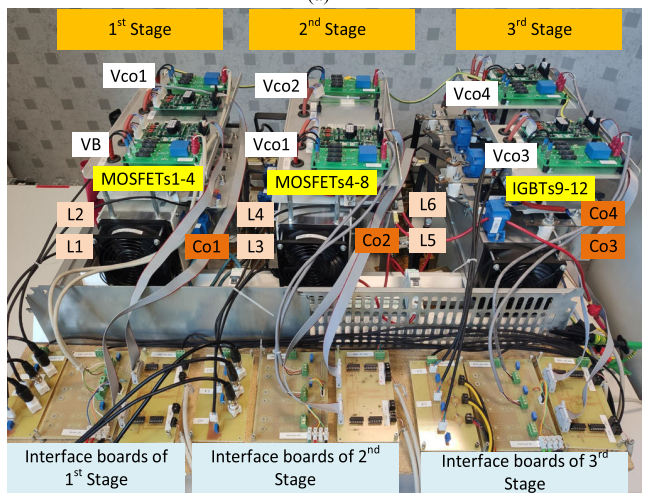 (a)
1st Stage
2nd Stage
3rd Stage
Vco1
Vco2
Vco4
VB
Vco1
Vco3
MOSFETs1-4
MOSFETs4-8
IGBTs9-12
L2
L4
L6
Co4
L1
Co1
L3
Co2
L5
Co3
Interface boards of
1st Stage
Interface boards of 2nd
Stage
Interface boards of 3rd
Stage